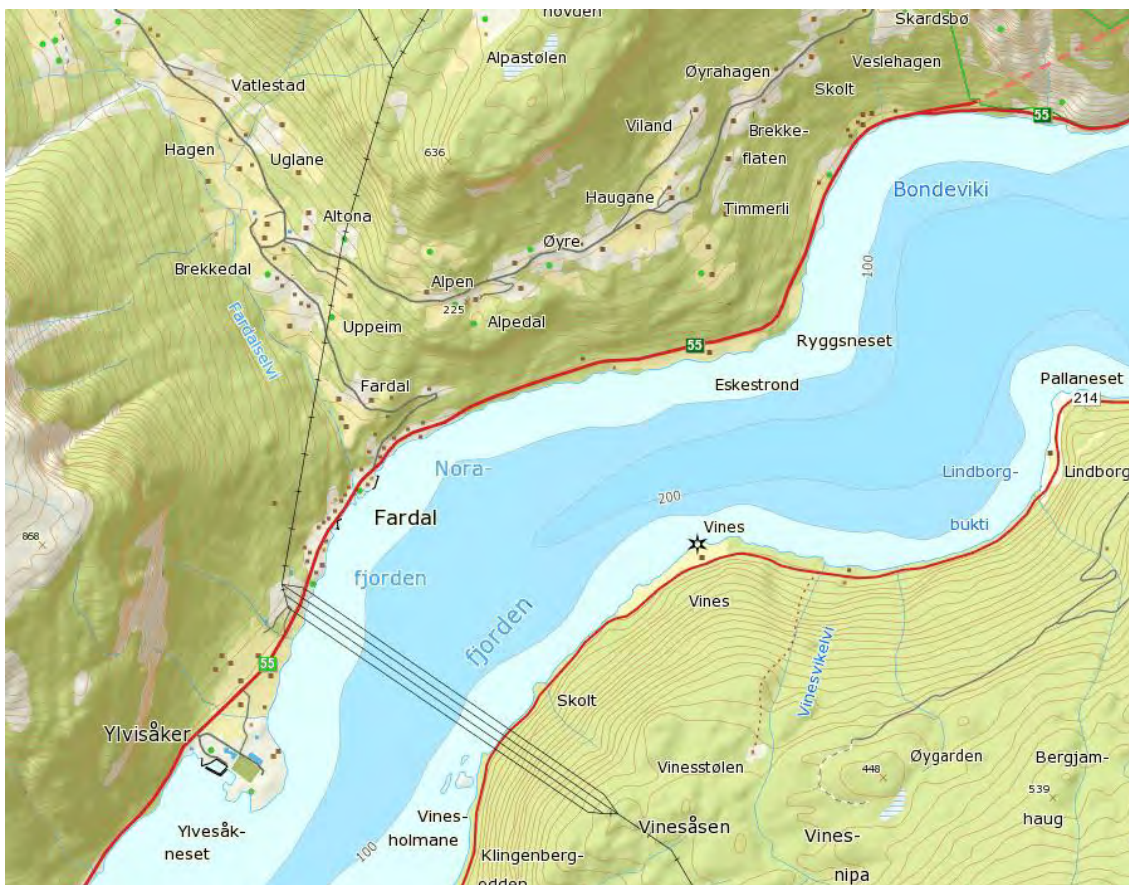 hovden
Skardsbø
Alpastølen
Veslehagen
Øyrahagen
Vatlestad
Skolt
55
Viland
Brekke-
flaten
Hagen
636
Uglane
Bondeviki
Haugane
Timmerli
Altona
Øyre
100
Brekkedal
Alpen
225
Alpedal
Uppeim
Fardalselvi
55
Ryggsneset
Eskestrond
Fardal
Pallaneset
214
Nora-
Lindborg-
Lindborg
200
Fardal
Vines
bukti
868
fjorden
Vines
fjorden
Vinesvikelvi
55
Skolt
Ylvisåker
Øygarden
Bergjam-
Vinesstølen
448
539
haug
Vines-
holmane
Vinesåsen
Ylvesåk-
neset
Vines-
nipa
100
Klingenberg-
odden